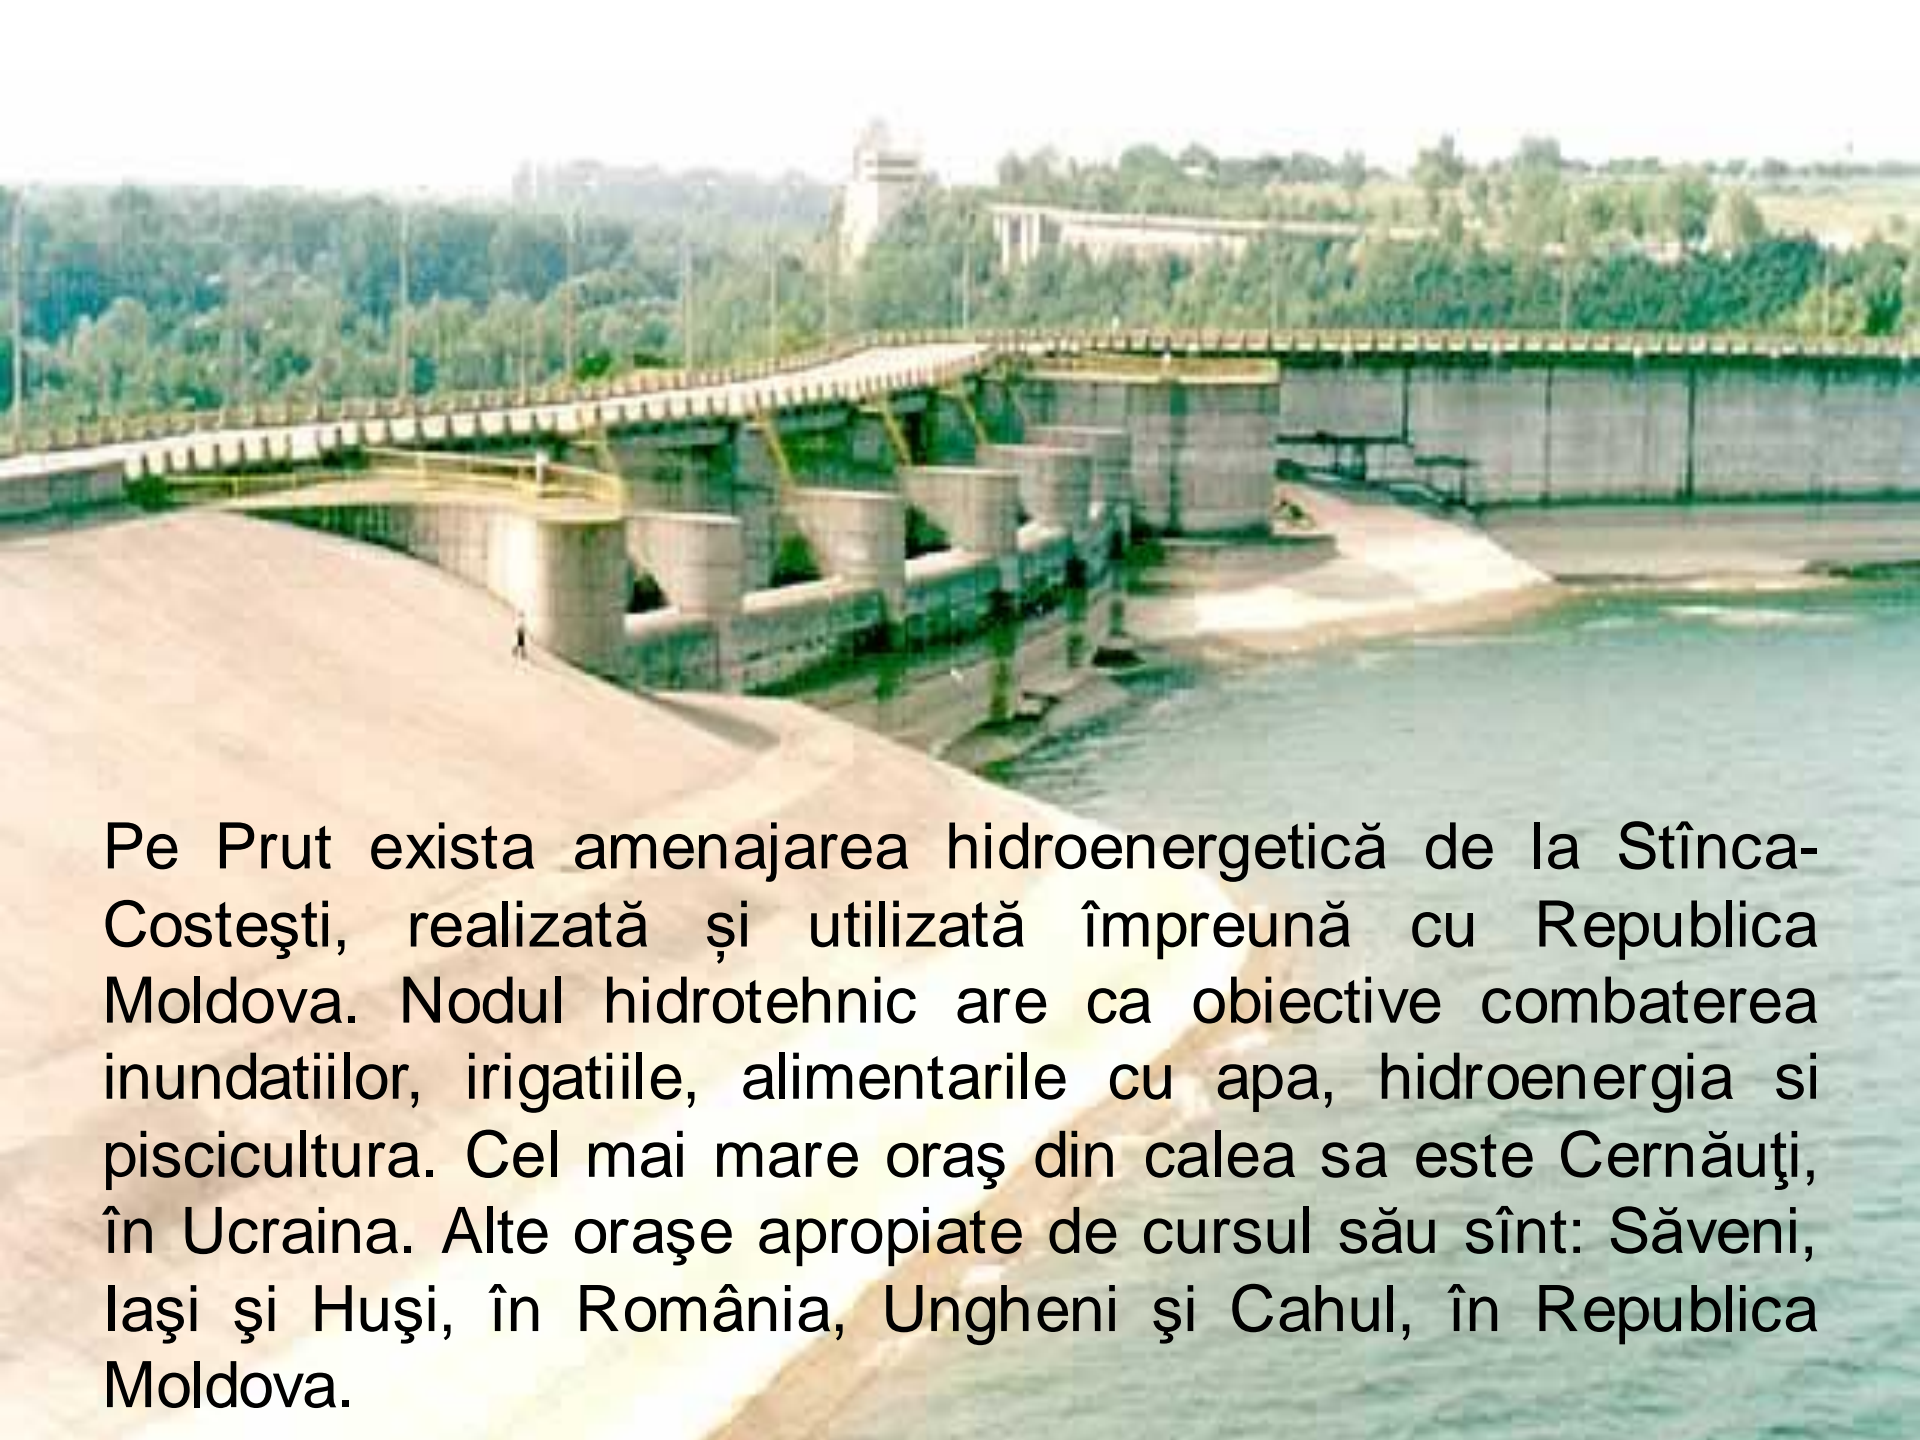 Pe Prut exista amenajarea hidroenergetică de la Stînca-
Costeşti, realizată și utilizată împreună cu Republica
Moldova. Nodul hidrotehnic are ca obiective combaterea
inundatiilor, irigatiile, alimentarile cu apa, hidroenergia si
piscicultura. Cel mai mare oraş din calea sa este Cernăuţi,
în Ucraina. Alte oraşe apropiate de cursul său sînt: Săveni,
Iaşi şi Huşi, în România, Ungheni şi Cahul, în Republica
Moldova.